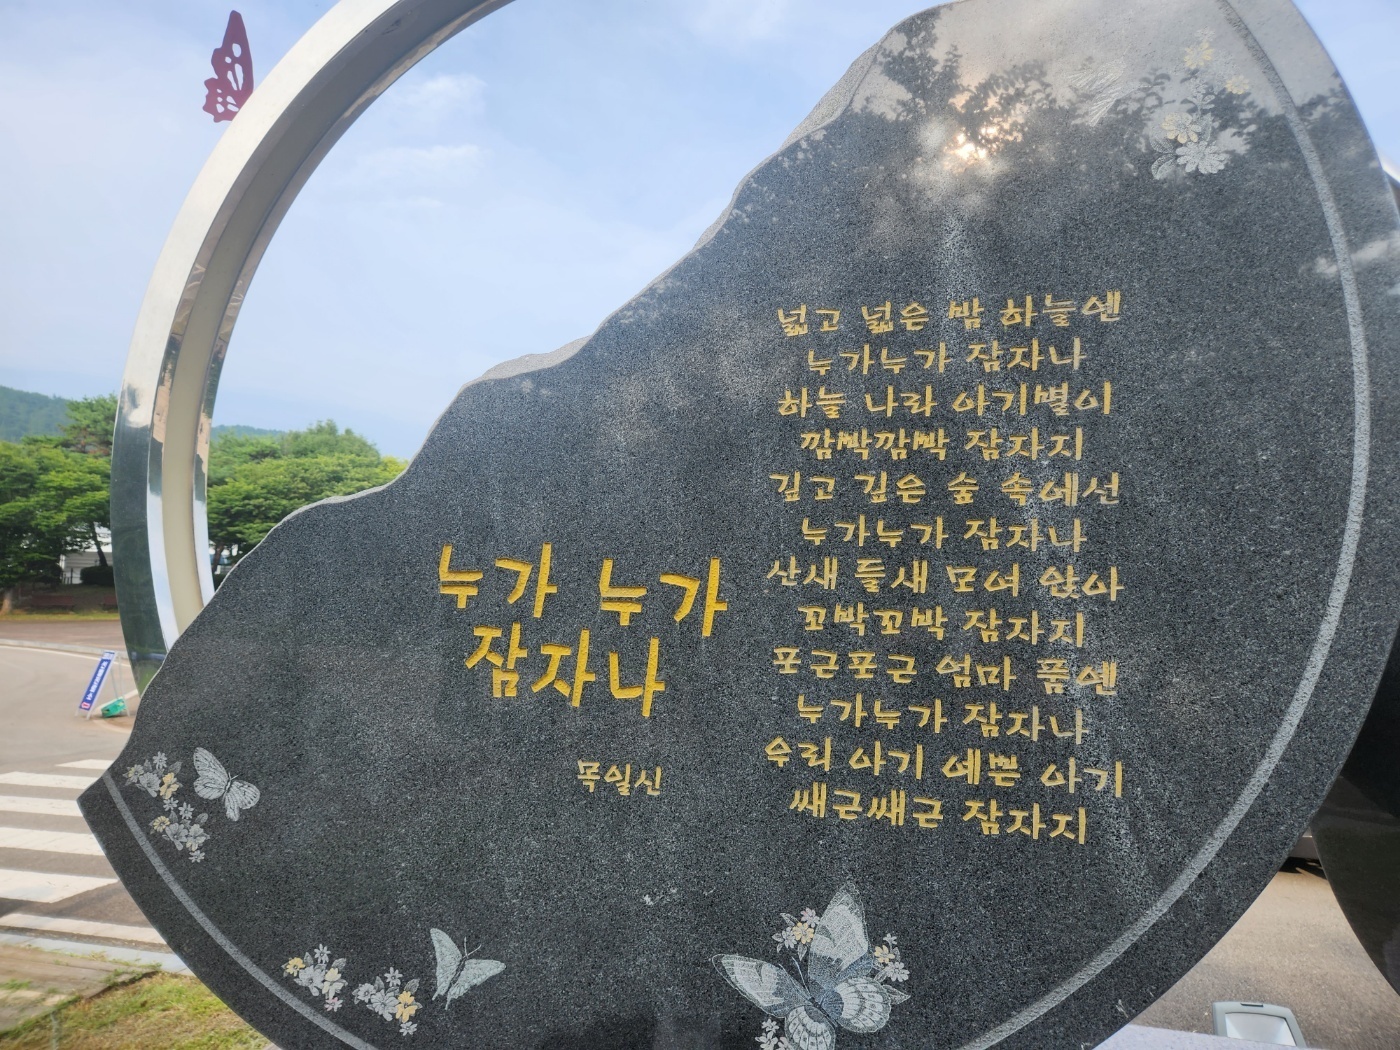 누가 누가
잠자나
목일신
넓고 넓은 밤 하늘엔
누가누가 잠자나
하늘 나라 아기별이
깜빡깜빡 잠자지
깊고 깊은 숲 속에선
누가누가 잠자나
산새 들새 모여 앉아
꼬박꼬박 잠자지
포근포근 엄마 품엔
누가누가 잠자나
우리 아기 예쁜 아기
쌔근쌔근 잠자지